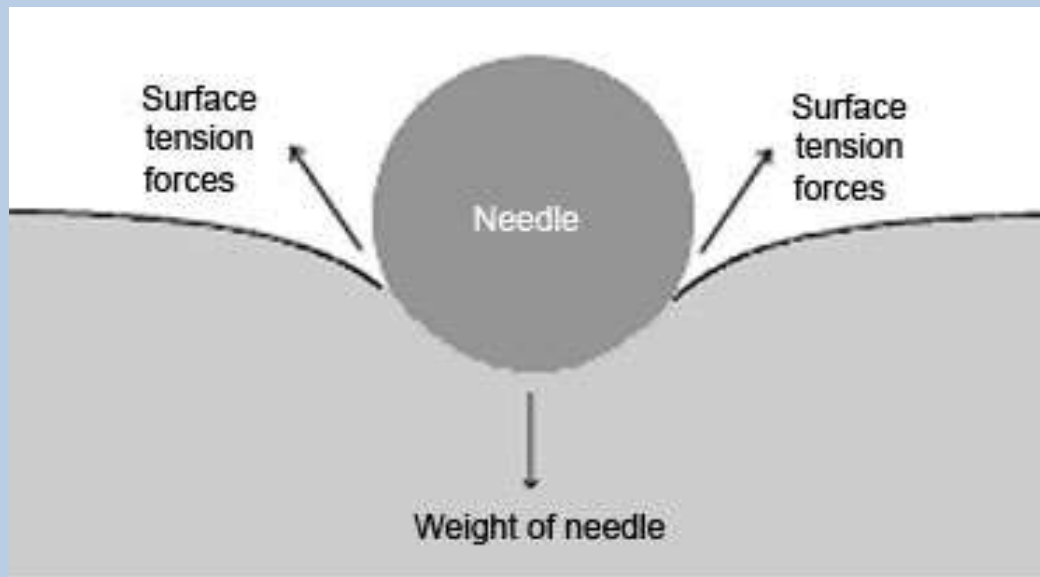 Surface
tension
forces
Surface
tension
forces
Needle
Weight of needle